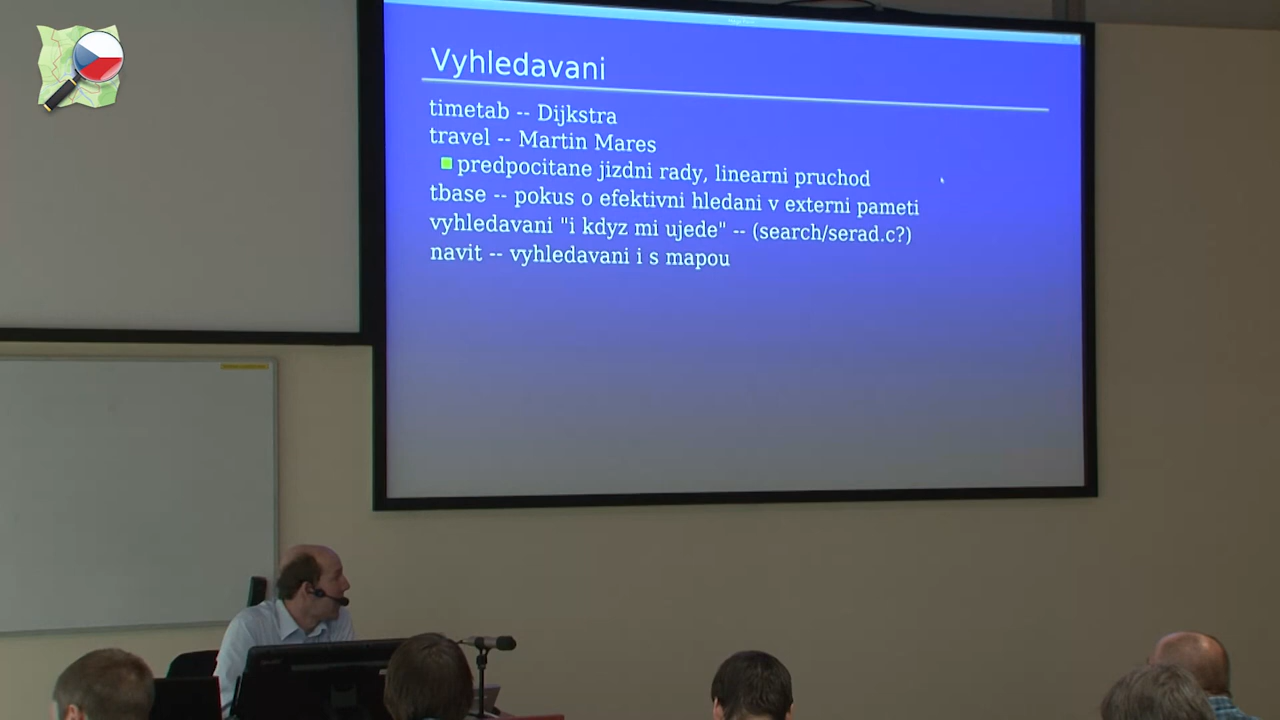 Vyhledavani
timetab -- Dijkstra
travel -- Martin Mares
predpocitane jizdni rady, linearni pruchod
tbase -- pokus o efektivni hledani v externi pameti
vyhledavani "i kdyz mi ujede" -- (search/serad.c?)
navit -- vyhledavani i s mapou